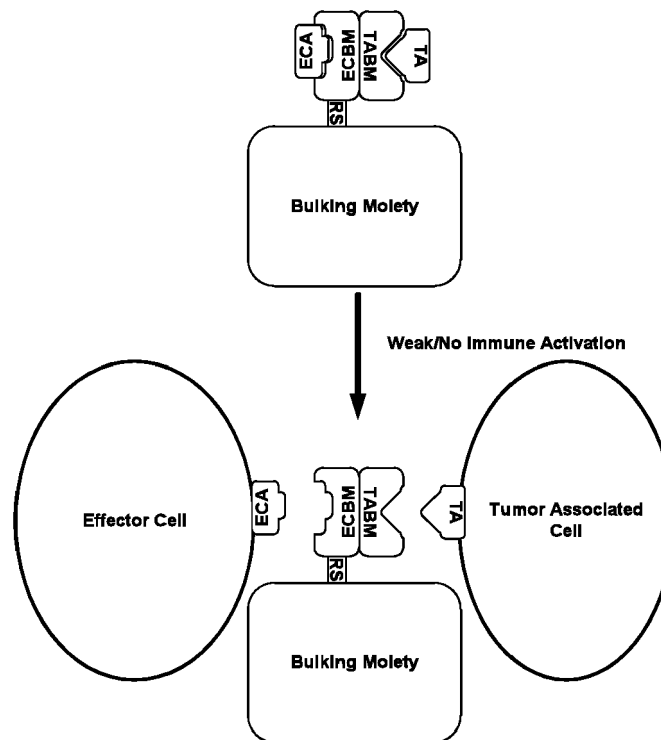 ECA
ECBM
TABM
TA
RS
Bulking Moiety
Weak/No Immune Activation
Effector Cell
ECA
ECBM
TABM
TA
Tumor Associated
Cell
RS
Bulking Moiety